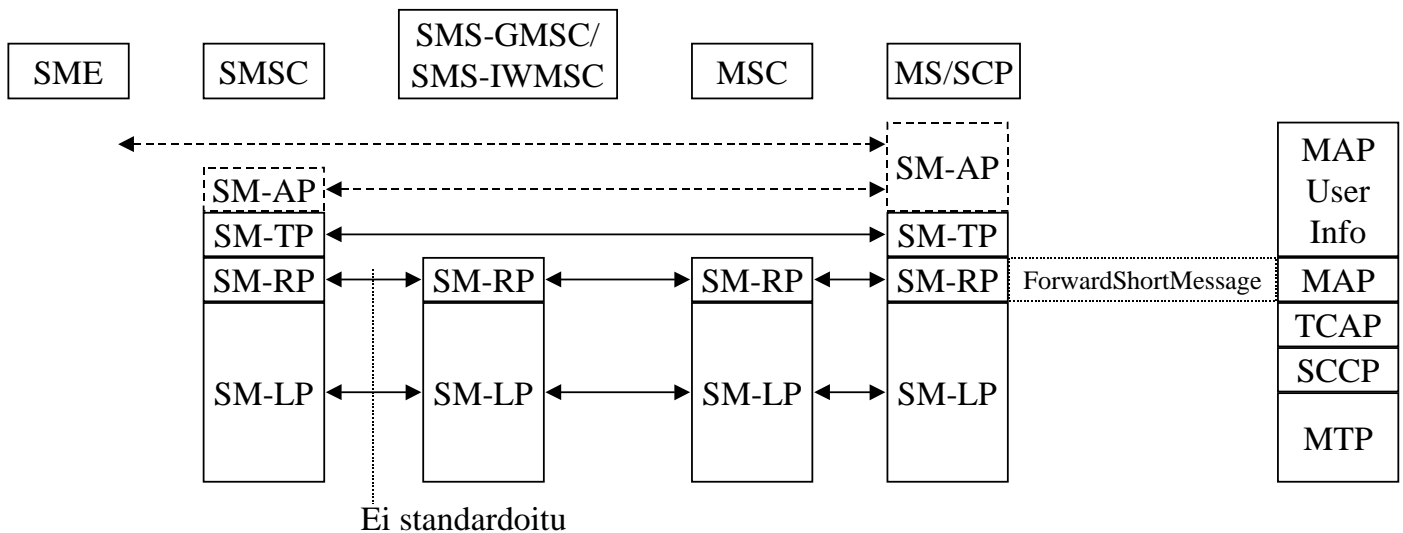 SME
SMSC
SMS-GMSC/
SMS-IWMSC
MSC
MS/SCP
SM-AP
SM-AP
MAP
User
Info
SM-TP
SM-TP
SM-RP
SM-RP
SM-RP
SM-RP
ForwardShortMessage
MAP
TCAP
SCCP
SM-LP
SM-LP
SM-LP
SM-LP
MTP
Ei standardoitu